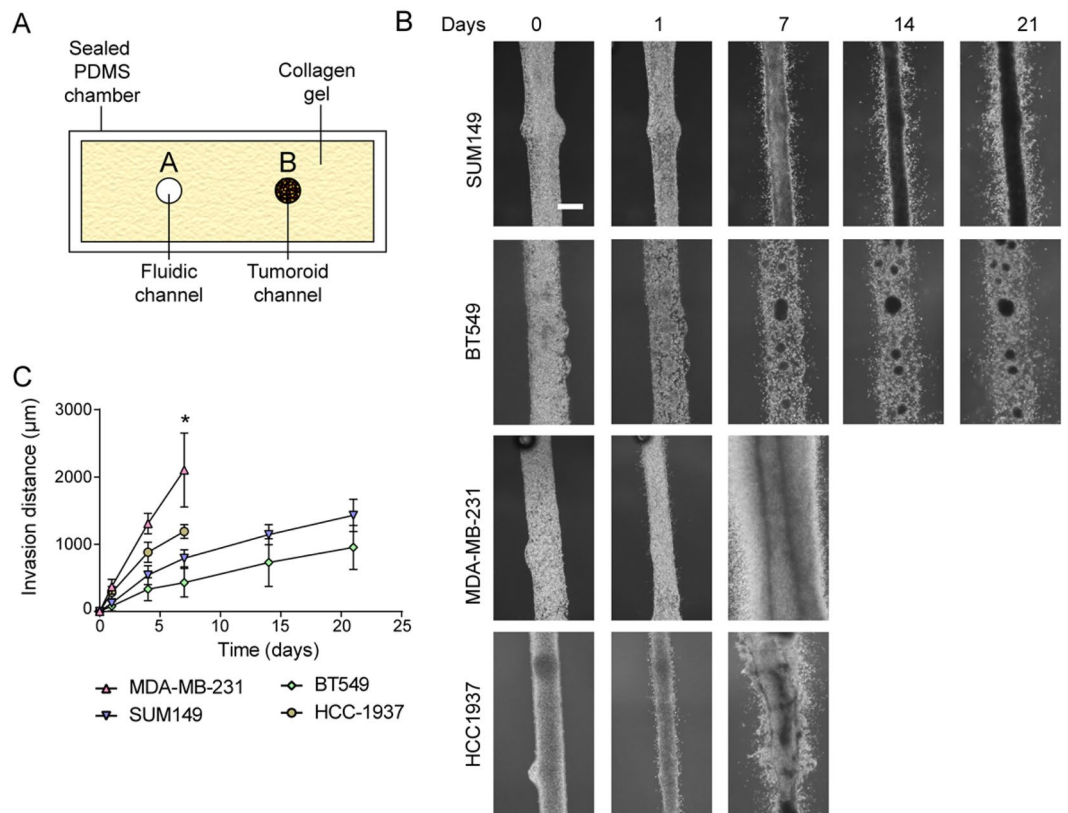 A
Sealed
PDMS
chamber
Collagen
gel
A
B
Fluidic
channel
Tumoroid
channel
B
Days 0 1 7 14 21
SUM149
BT549
MDA-MB-231
HCC1937
C
Invasion distance (µm)
3000
2000
1000
0
*
0 5 10 15 20 25
Time (days)
MDA-MB-231
BT549
SUM149
HCC-1937